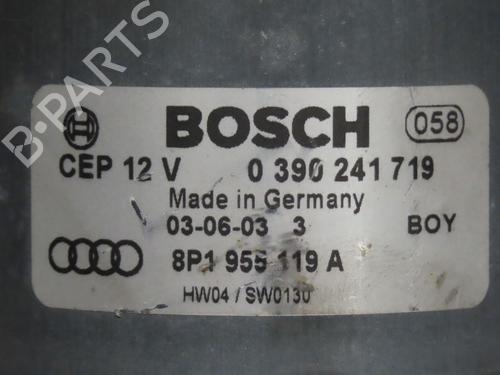 B-PARTS
BOSCH 058
CEP 12 V 0 390 241 719
Made in Germany
03-06-03 3 BOY
8P1 955 119 A
HW04 / SW0130